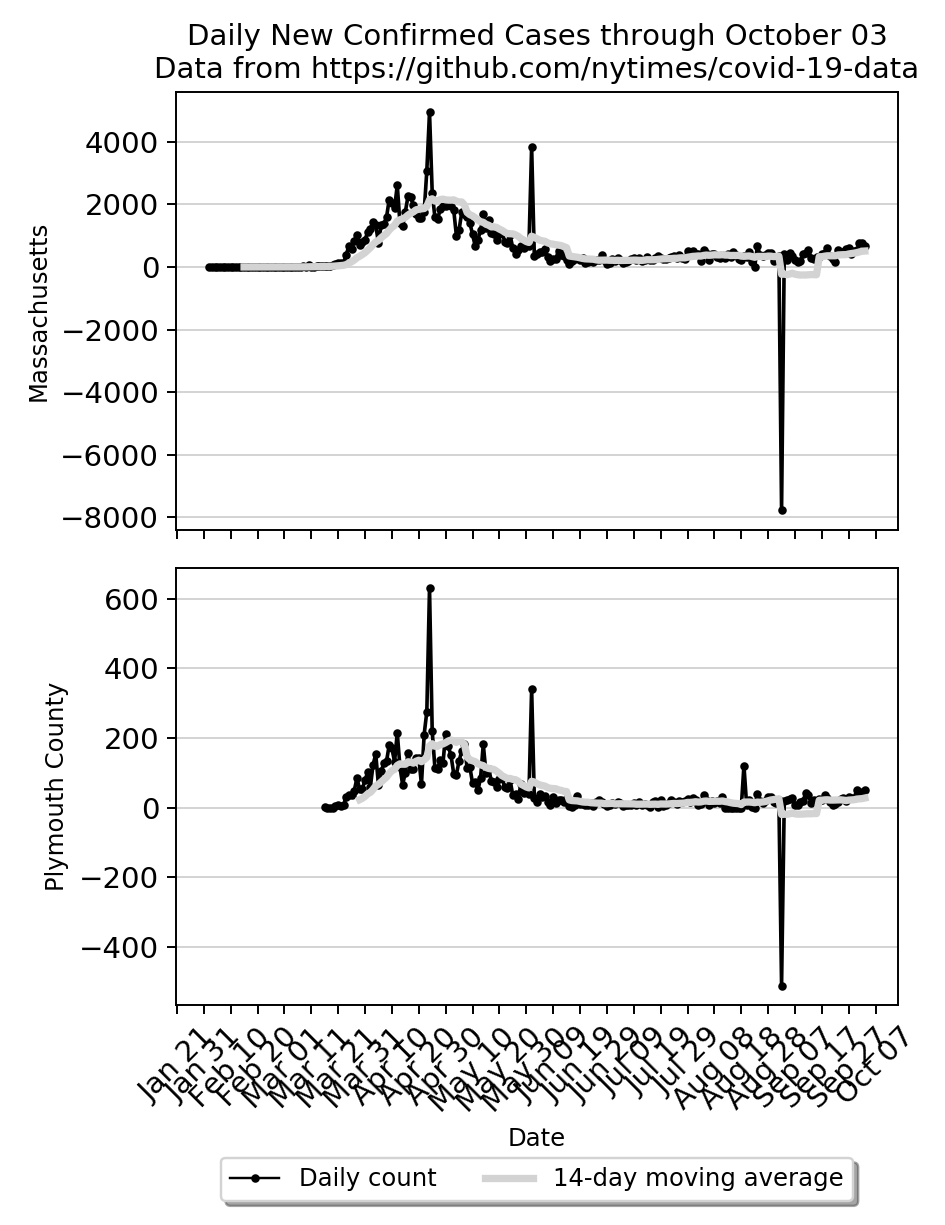 Daily New Confirmed Cases through October 03
Data from https://github.com/nytimes/covid-19-data
4000
2000
0
−2000
−4000
−6000
−8000
Massachusetts
600
400
200
0
−200
−400
Plymouth County
Jan 21
Jan 31
Feb 10
Feb 20
Mar 01
Mar 11
Mar 21
Mar 31
Apr 10
Apr 20
Apr 30
May 10
May 20
May 30
Jun 09
Jun 19
Jun 29
Jul 09
Jul 19
Jul 29
Aug 08
Aug 18
Aug 28
Sep 07
Sep 17
Sep 27
Oct 07
Date
Daily count
14-day moving average